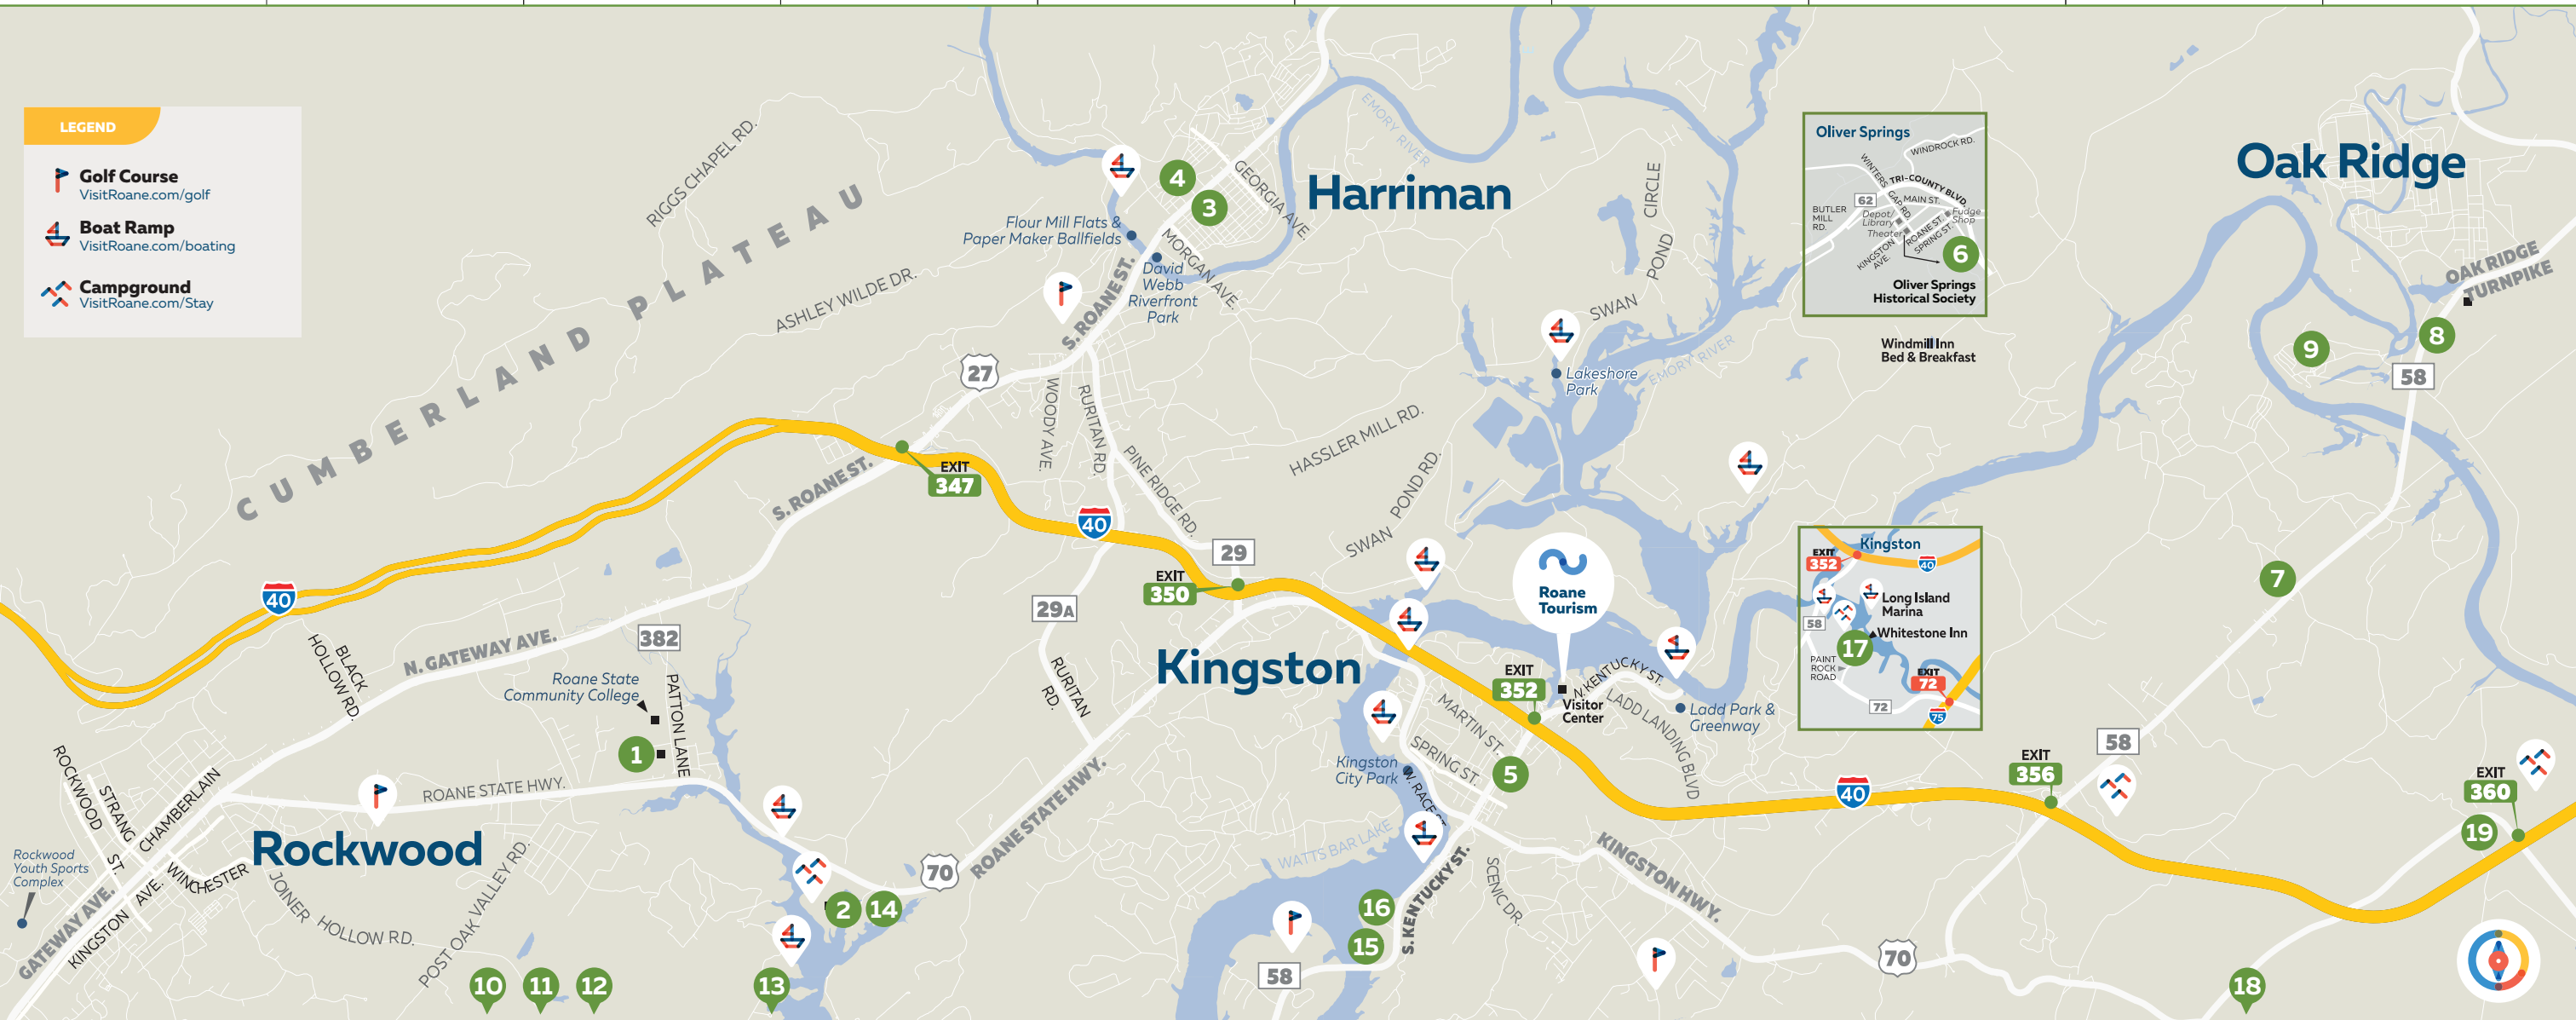 LEGEND
Golf Course
VisitRoane.com/golf
Boat Ramp
VisitRoane.com/boating
Campground
VisitRoane.com/Stay
CUMBERLAND PLATEAU
RIGGS CHAPEL RD.
ASHLEY WILDE DR.
Flour Mill Flats &
Paper Maker Ballfields
David
Webb
Riverfront
Park
4
3
GEORGIA AVE.
MORGAN AVE.
S. ROANE ST.
Harriman
EMORY RIVER
SWAN POND CIRCLE
EMORY RIVER
Lakeshore
Park
Oliver Springs
WINDROCK RD.
WINTERS GAP RD.
TRI-COUNTY BLVD.
62
MAIN ST.
BUTLER
MILL
RD.
Depot/
Library
Theater
Fudge
Shop
ROANE ST.
SPRING ST.
KINGSTON
AVE.
6
Oliver Springs
Historical Society
Windmill Inn
Bed & Breakfast
Oak Ridge
OAK RIDGE
TURNPIKE
9
8
58
7
27
WOODY AVE.
RURITAN RD.
PINE RIDGE RD.
HASSLER MILL RD.
SWAN POND RD.
S. ROANE ST.
EXIT
347
40
29
EXIT
350
29A
RURITAN
RD.
40
N. GATEWAY AVE.
BLACK
HOLLOW RD.
382
Roane State
Community College
PATTON LANE
1
ROANE STATE HWY.
Rockwood
ROCKWOOD
STRANG
ST.
CHAMBERLAIN
WINCHESTER
Rockwood
Youth Sports
Complex
GATEWAY AVE.
KINGSTON AVE.
JOINER HOLLOW RD.
POST OAK VALLEY RD.
10
11
12
13
2
14
70
ROANE STATE HWY.
Kingston
Roane
Tourism
EXIT
352
Visitor
Center
N. KENTUCKY ST.
LADD LANDING BLVD
Ladd Park &
Greenway
MARTIN ST.
SPRING ST.
Kingston
City Park
W. RACE ST.
5
WATTS BAR LAKE
16
15
S. KENTUCKY ST.
SCENIC DR.
58
KINGSTON HWY.
70
Kingston
EXIT
352
40
Long Island
Marina
58
Whitestone Inn
17
PAINT
ROCK
ROAD
EXIT
72
72
75
40
EXIT
356
58
EXIT
360
19
18